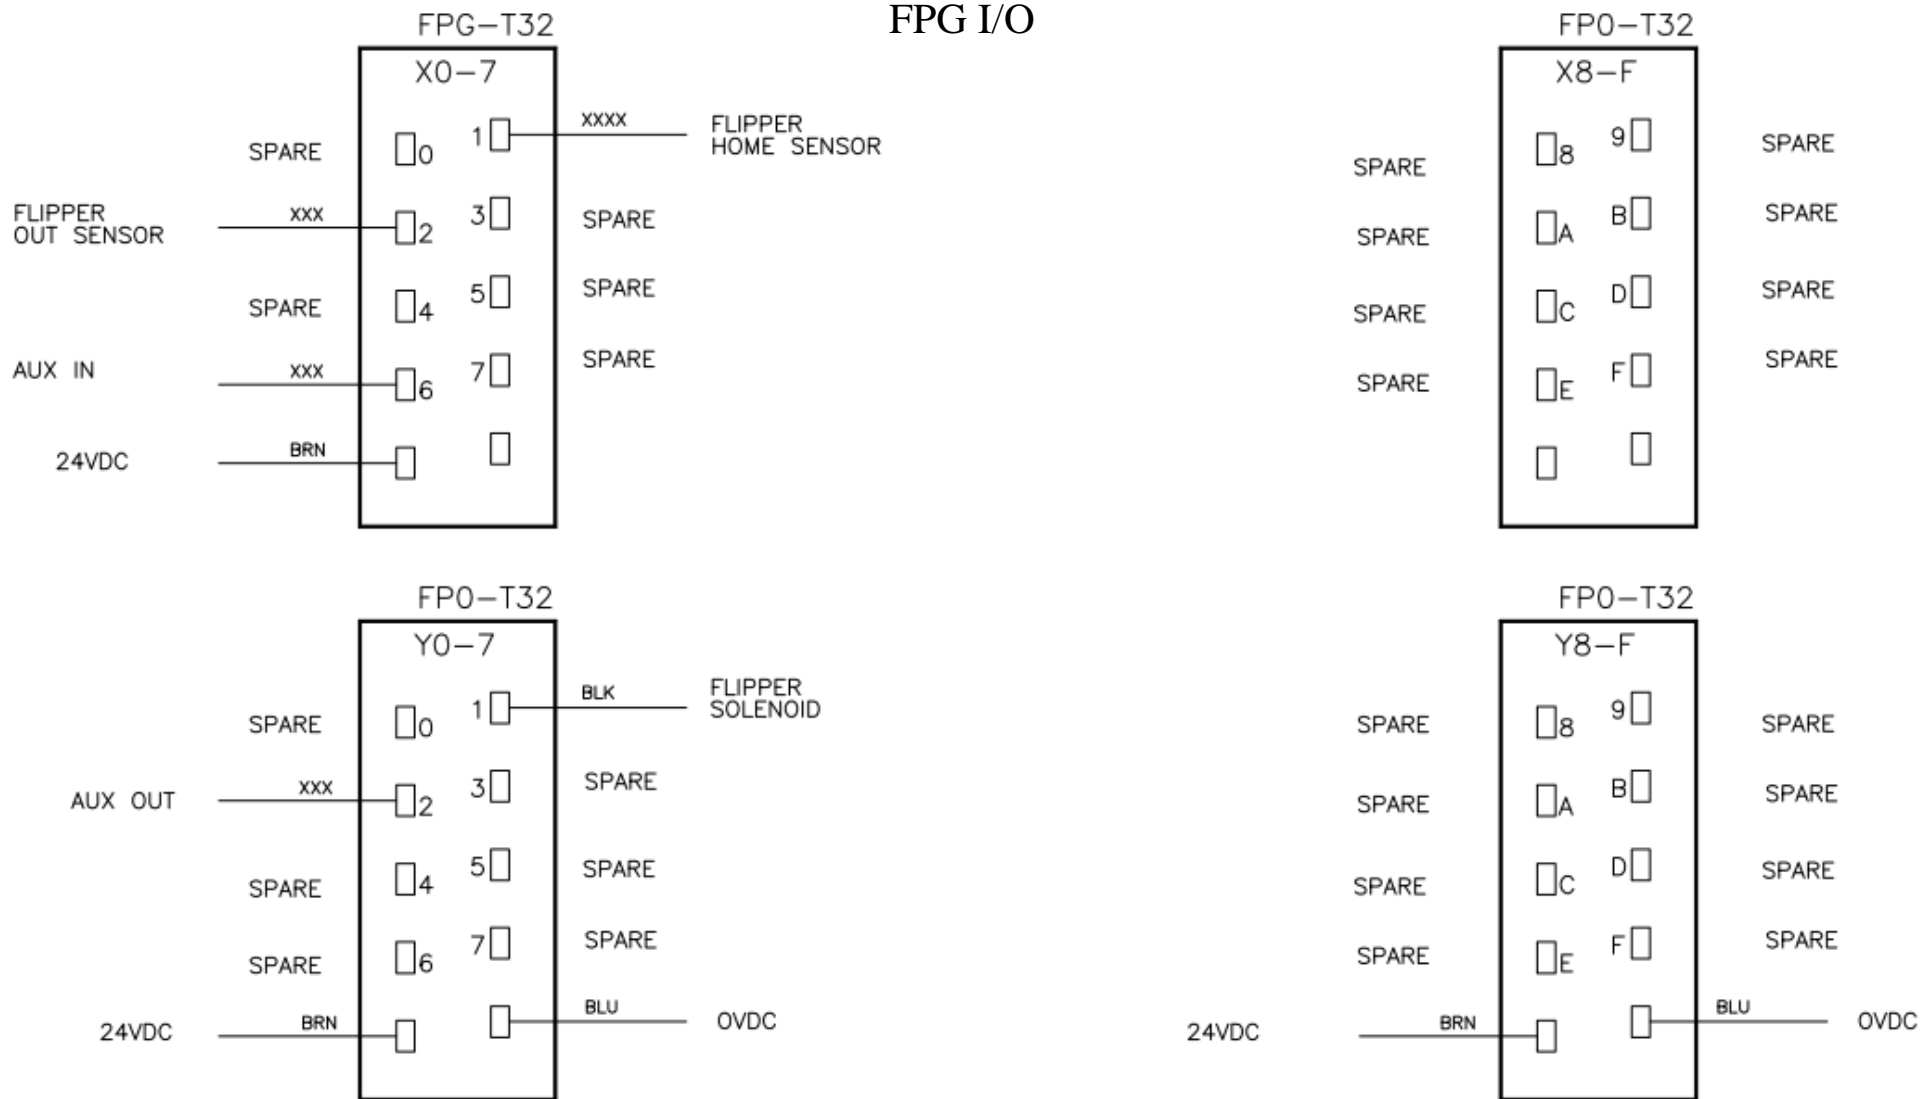 FPG I/O
FPG-T32
X0-7
SPARE
0
1
XXXX
FLIPPER
HOME SENSOR
FLIPPER
OUT SENSOR
XXX
2
3
SPARE
SPARE
4
5
SPARE
AUX IN
XXX
6
7
SPARE
24VDC
BRN
FP0-T32
X8-F
SPARE
8
9
SPARE
SPARE
A
B
SPARE
SPARE
C
D
SPARE
SPARE
E
F
SPARE
FP0-T32
Y0-7
SPARE
0
1
BLK
FLIPPER
SOLENOID
AUX OUT
XXX
2
3
SPARE
SPARE
4
5
SPARE
SPARE
6
7
SPARE
24VDC
BRN
BLU
0VDC
FP0-T32
Y8-F
SPARE
8
9
SPARE
SPARE
A
B
SPARE
SPARE
C
D
SPARE
SPARE
E
F
SPARE
24VDC
BRN
BLU
0VDC